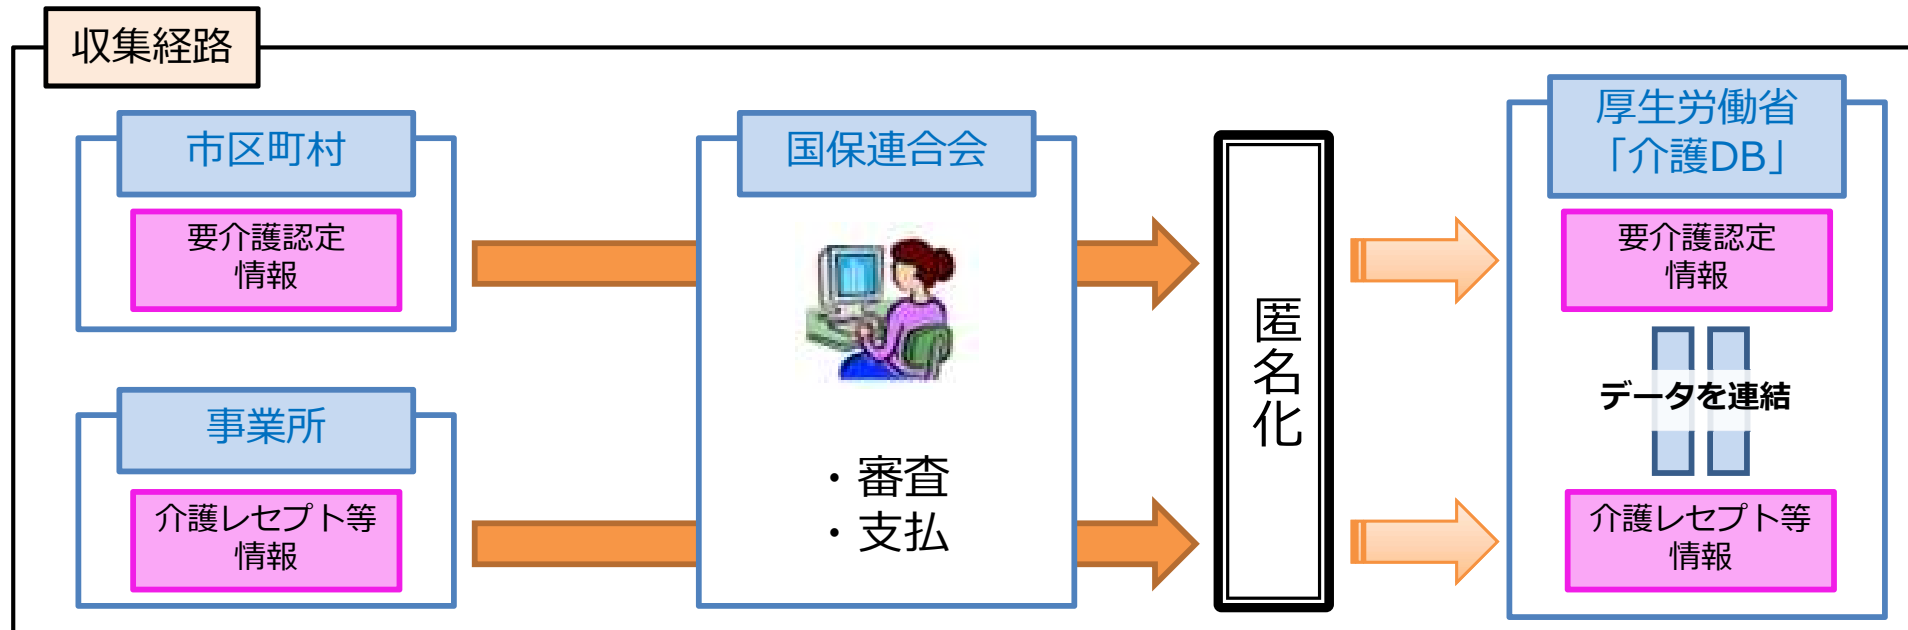 収集経路
市区町村
要介護認定
情報
事業所
介護レセプト等
情報
国保連合会
・審査
・支払
匿名化
厚生労働省
「介護DB」
要介護認定
情報
データを連結
介護レセプト等
情報